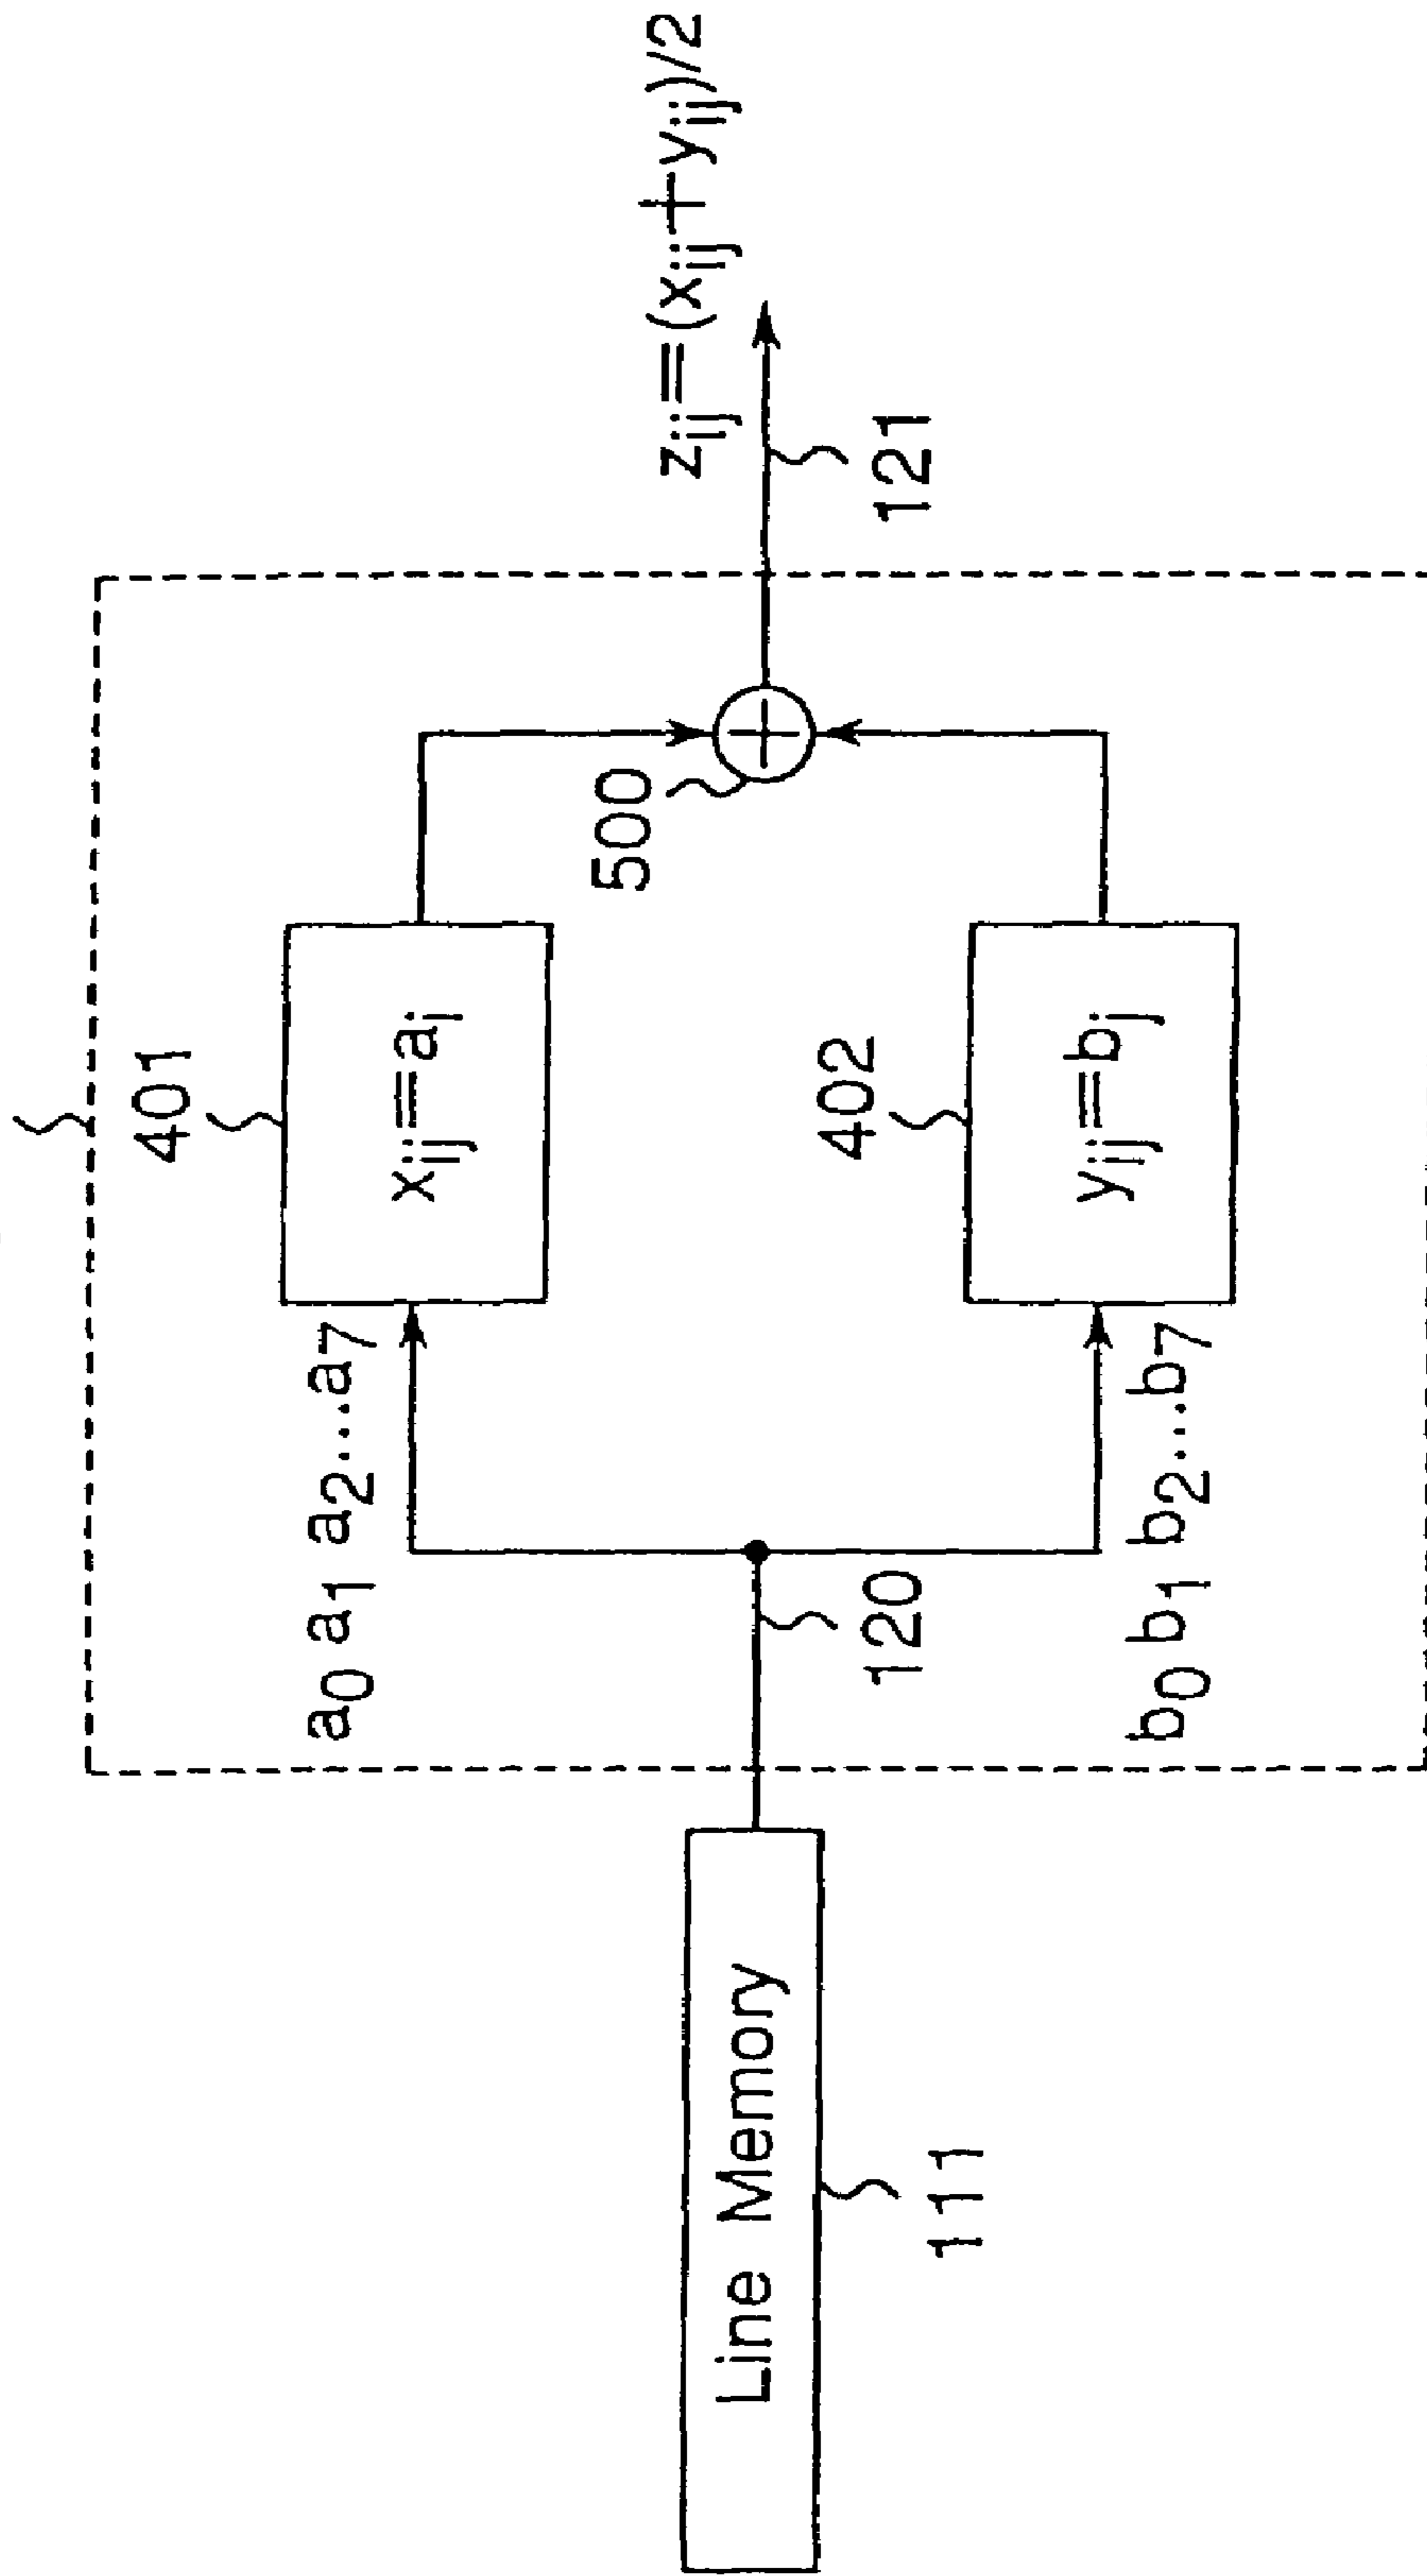 401
a₀ a₁ a₂...a₇
xᵢⱼ=aᵢ
500
zᵢⱼ=(xᵢⱼ+yᵢⱼ)/2
Line Memory
111
120
121
402
yᵢⱼ=bⱼ
b₀ b₁ b₂...b₇